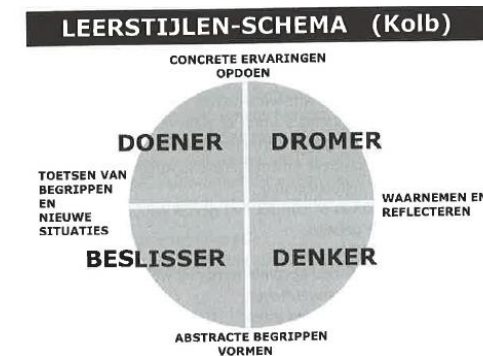 LEERSTIJLEN-SCHEMA (Kolb)
CONCRETE ERVARINGEN
OPDOEN
DOENER
DROMER
TOETSEN VAN
BEGRIPPEN
EN
NIEUWE
SITUATIES
WAARNEMEN EN
REFLECTEREN
BESLISSER
DENKER
ABSTRACTE BEGRIPPEN
VORMEN